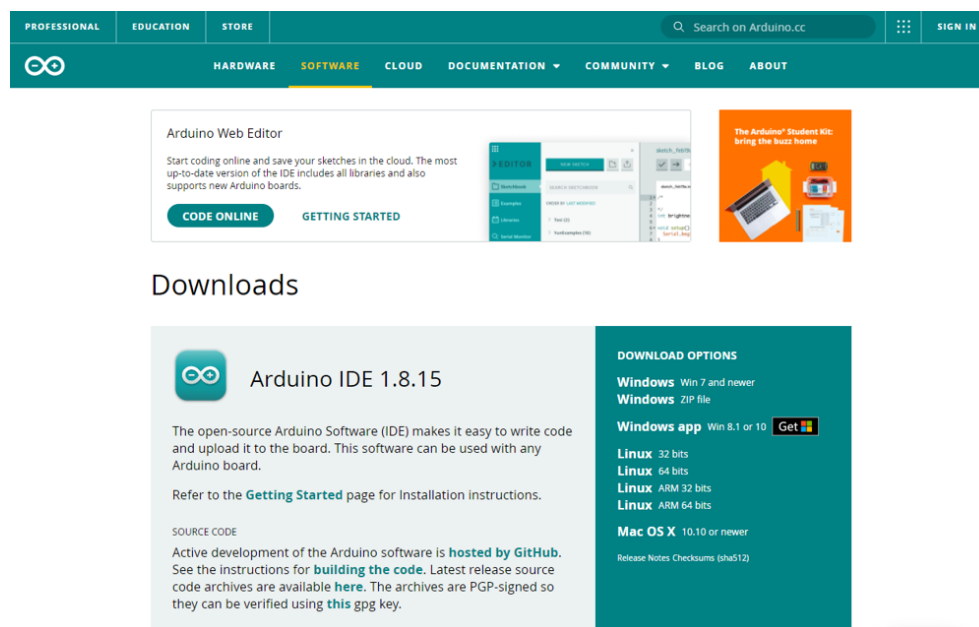 PROFESSIONAL EDUCATION STORE Search on Arduino.cc SIGN IN
HARDWARE SOFTWARE CLOUD DOCUMENTATION COMMUNITY BLOG ABOUT
Arduino Web Editor
Start coding online and save your sketches in the cloud. The most
up-to-date version of the IDE includes all libraries and also
supports new Arduino boards.
CODE ONLINE GETTING STARTED
EDITOR
NEW SKETCH
Sketchbook
SEARCH SKETCHBOOK
Examples
ORDER BY LAST MODIFIED
Libraries
Serial Monitor
The Arduino® Student Kit:
bring the buzz home
Downloads
Arduino IDE 1.8.15
The open-source Arduino Software (IDE) makes it easy to write code
and upload it to the board. This software can be used with any
Arduino board.
Refer to the Getting Started page for Installation instructions.
SOURCE CODE
Active development of the Arduino software is hosted by GitHub.
See the instructions for building the code. Latest release source
code archives are available here. The archives are PGP-signed so
they can be verified using this gpg key.
DOWNLOAD OPTIONS
Windows Win 7 and newer
Windows ZIP file
Windows app Win 8.1 or 10 Get
Linux 32 bits
Linux 64 bits
Linux ARM 32 bits
Linux ARM 64 bits
Mac OS X 10.10 or newer
Release Notes Checksums (sha512)